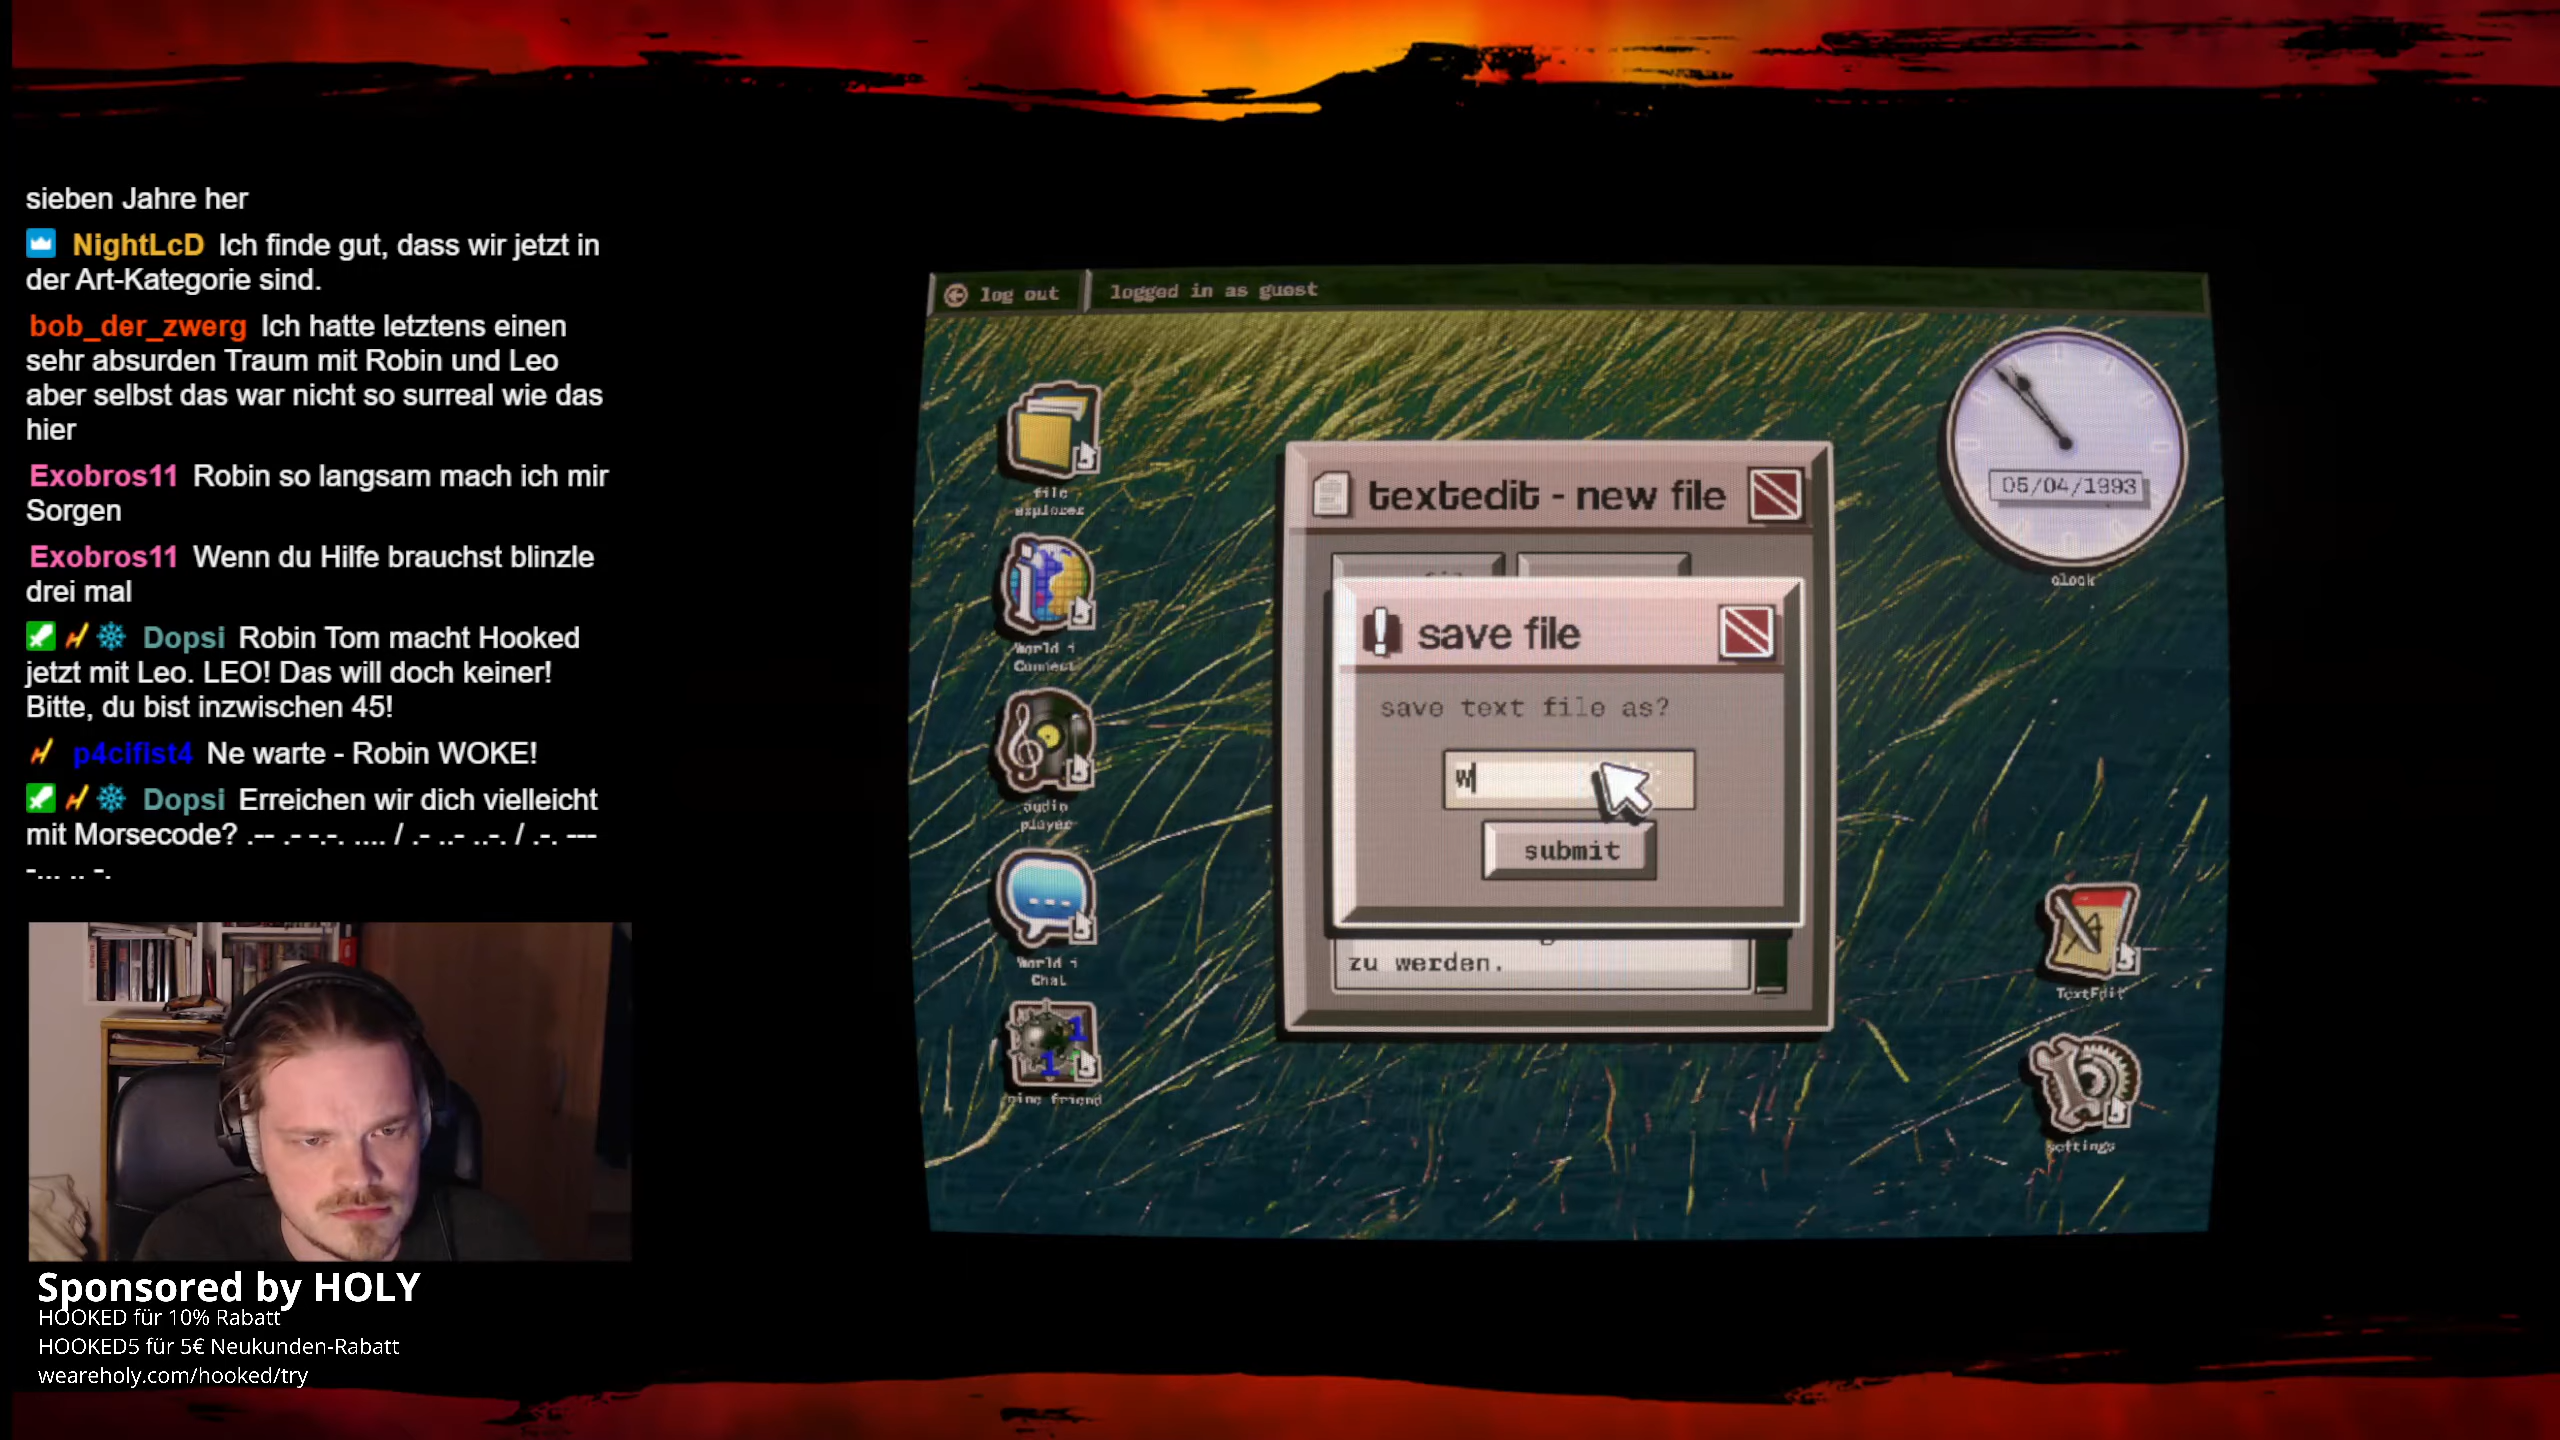 sieben Jahre her
NightLcD Ich finde gut, dass wir jetzt in
der Art-Kategorie sind.
bob_der_zwerg Ich hatte letztens einen
sehr absurden Traum mit Robin und Leo
aber selbst das war nicht so surreal wie das
hier
Exobros11 Robin so langsam mach ich mir
Sorgen
Exobros11 Wenn du Hilfe brauchst blinzle
drei mal
Dopsi Robin Tom macht Hooked
jetzt mit Leo. LEO! Das will doch keiner!
Bitte, du bist inzwischen 45!
p4cifist4 Ne warte - Robin WOKE!
Dopsi Erreichen wir dich vielleicht
mit Morsecode? .-- .- -.-. .... / .- ..- ..-. / .-. ---
-... .. -.
Sponsored by HOLY
HOOKED für 10% Rabatt
HOOKED5 für 5€ Neukunden-Rabatt
weareholy.com/hooked/try
log out
logged in as guest
file
explorer
World i
Connect
audio
player
World i
Chat
friend
textedit - new file
save file
save text file as?
w
submit
zu werden.
05/04/1993
clock
TextEdit
settings